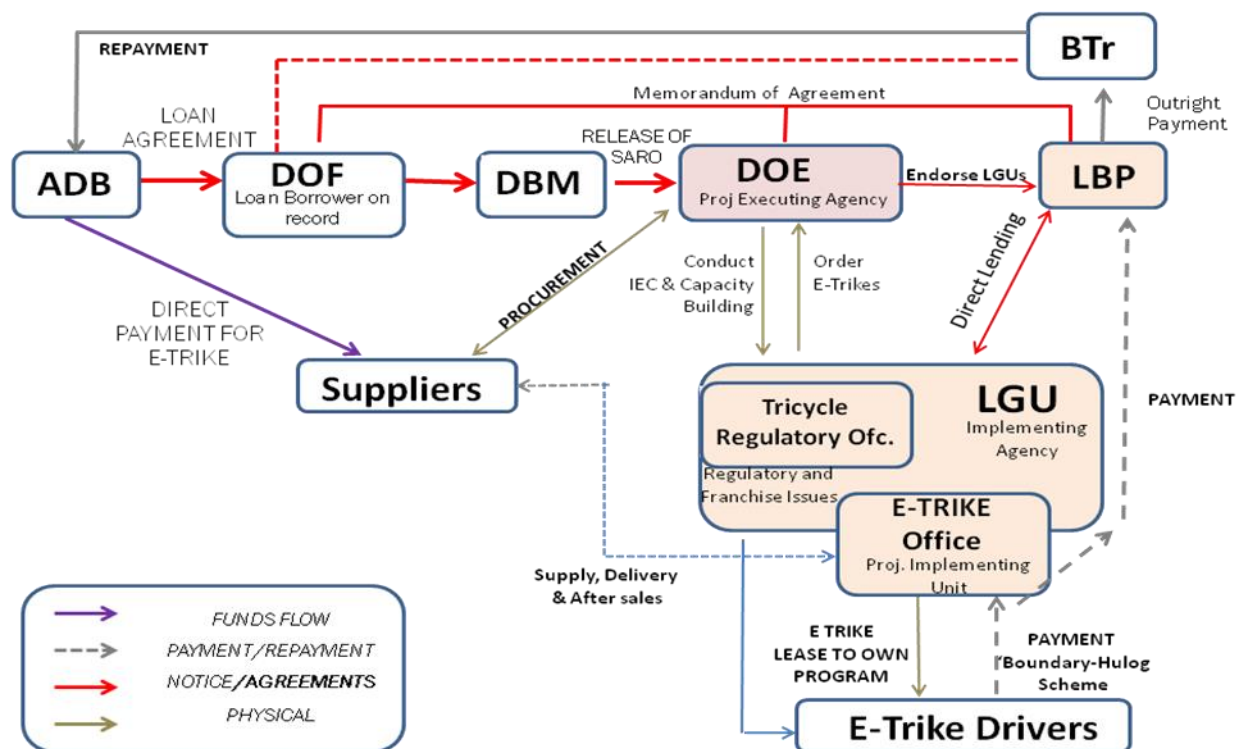 REPAYMENT
BTr
Memorandum of Agreement
Outright
Payment
LOAN
AGREEMENT
RELEASE OF
SARO
ADB
DOF
Loan Borrower on
record
DBM
DOE
Proj Executing Agency
Endorse LGUs
LBP
PROCUREMENT
Conduct
IEC & Capacity
Building
Order
E-Trikes
Direct Lending
DIRECT
PAYMENT FOR
E-TRIKE
Suppliers
Tricycle
Regulatory Ofc.
LGU
Implementing
Agency
PAYMENT
Regulatory and
Franchise Issues
E-TRIKE
Office
Proj. Implementing
Unit
Supply, Delivery
& After sales
E TRIKE
LEASE TO OWN
PROGRAM
PAYMENT
'Boundary-Hulog
Scheme
E-Trike Drivers
FUNDS FLOW
PAYMENT/REPAYMENT
NOTICE/AGREEMENTS
PHYSICAL